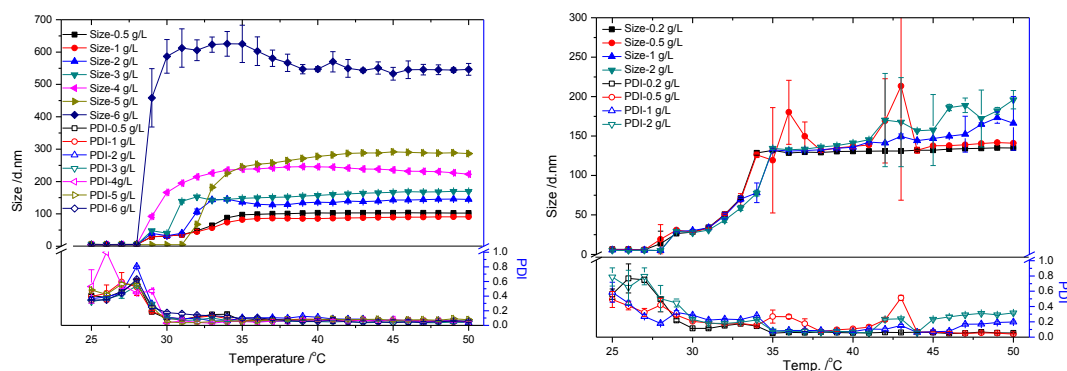 700
600
500
400
300
200
100
0
Size /d.nm
Size-0.5 g/L
Size-1 g/L
Size-2 g/L
Size-3 g/L
Size-4 g/L
Size-5 g/L
Size-6 g/L
PDI-0.5 g/L
PDI-1 g/L
PDI-2 g/L
PDI-3 g/L
PDI-4g/L
PDI-5 g/L
PDI-6 g/L
1.0
0.8
0.6
0.4
0.2
0.0
PDI
25 30 35 40 45 50
Temperature /°C
300
250
200
150
100
50
0
Size /d.nm
Size-0.2 g/L
Size-0.5 g/L
Size-1 g/L
Size-2 g/L
PDI-0.2 g/L
PDI-0.5 g/L
PDI-1 g/L
PDI-2 g/L
1.0
0.8
0.6
0.4
0.2
0.0
PDI
25 30 35 40 45 50
Temp. /°C